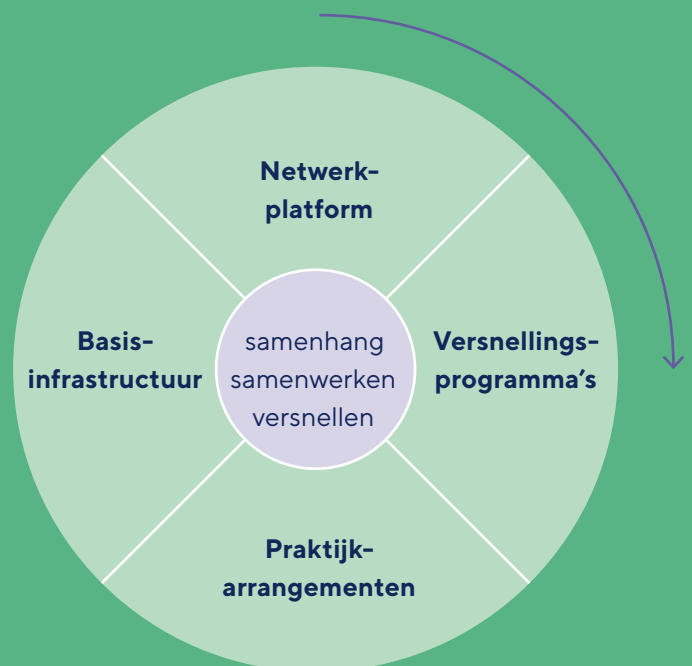 Netwerk-
platform
Basis-
infrastructuur
samenhang
samenwerken
versnellen
Versnellings-
programma’s
Praktijk-
arrangementen